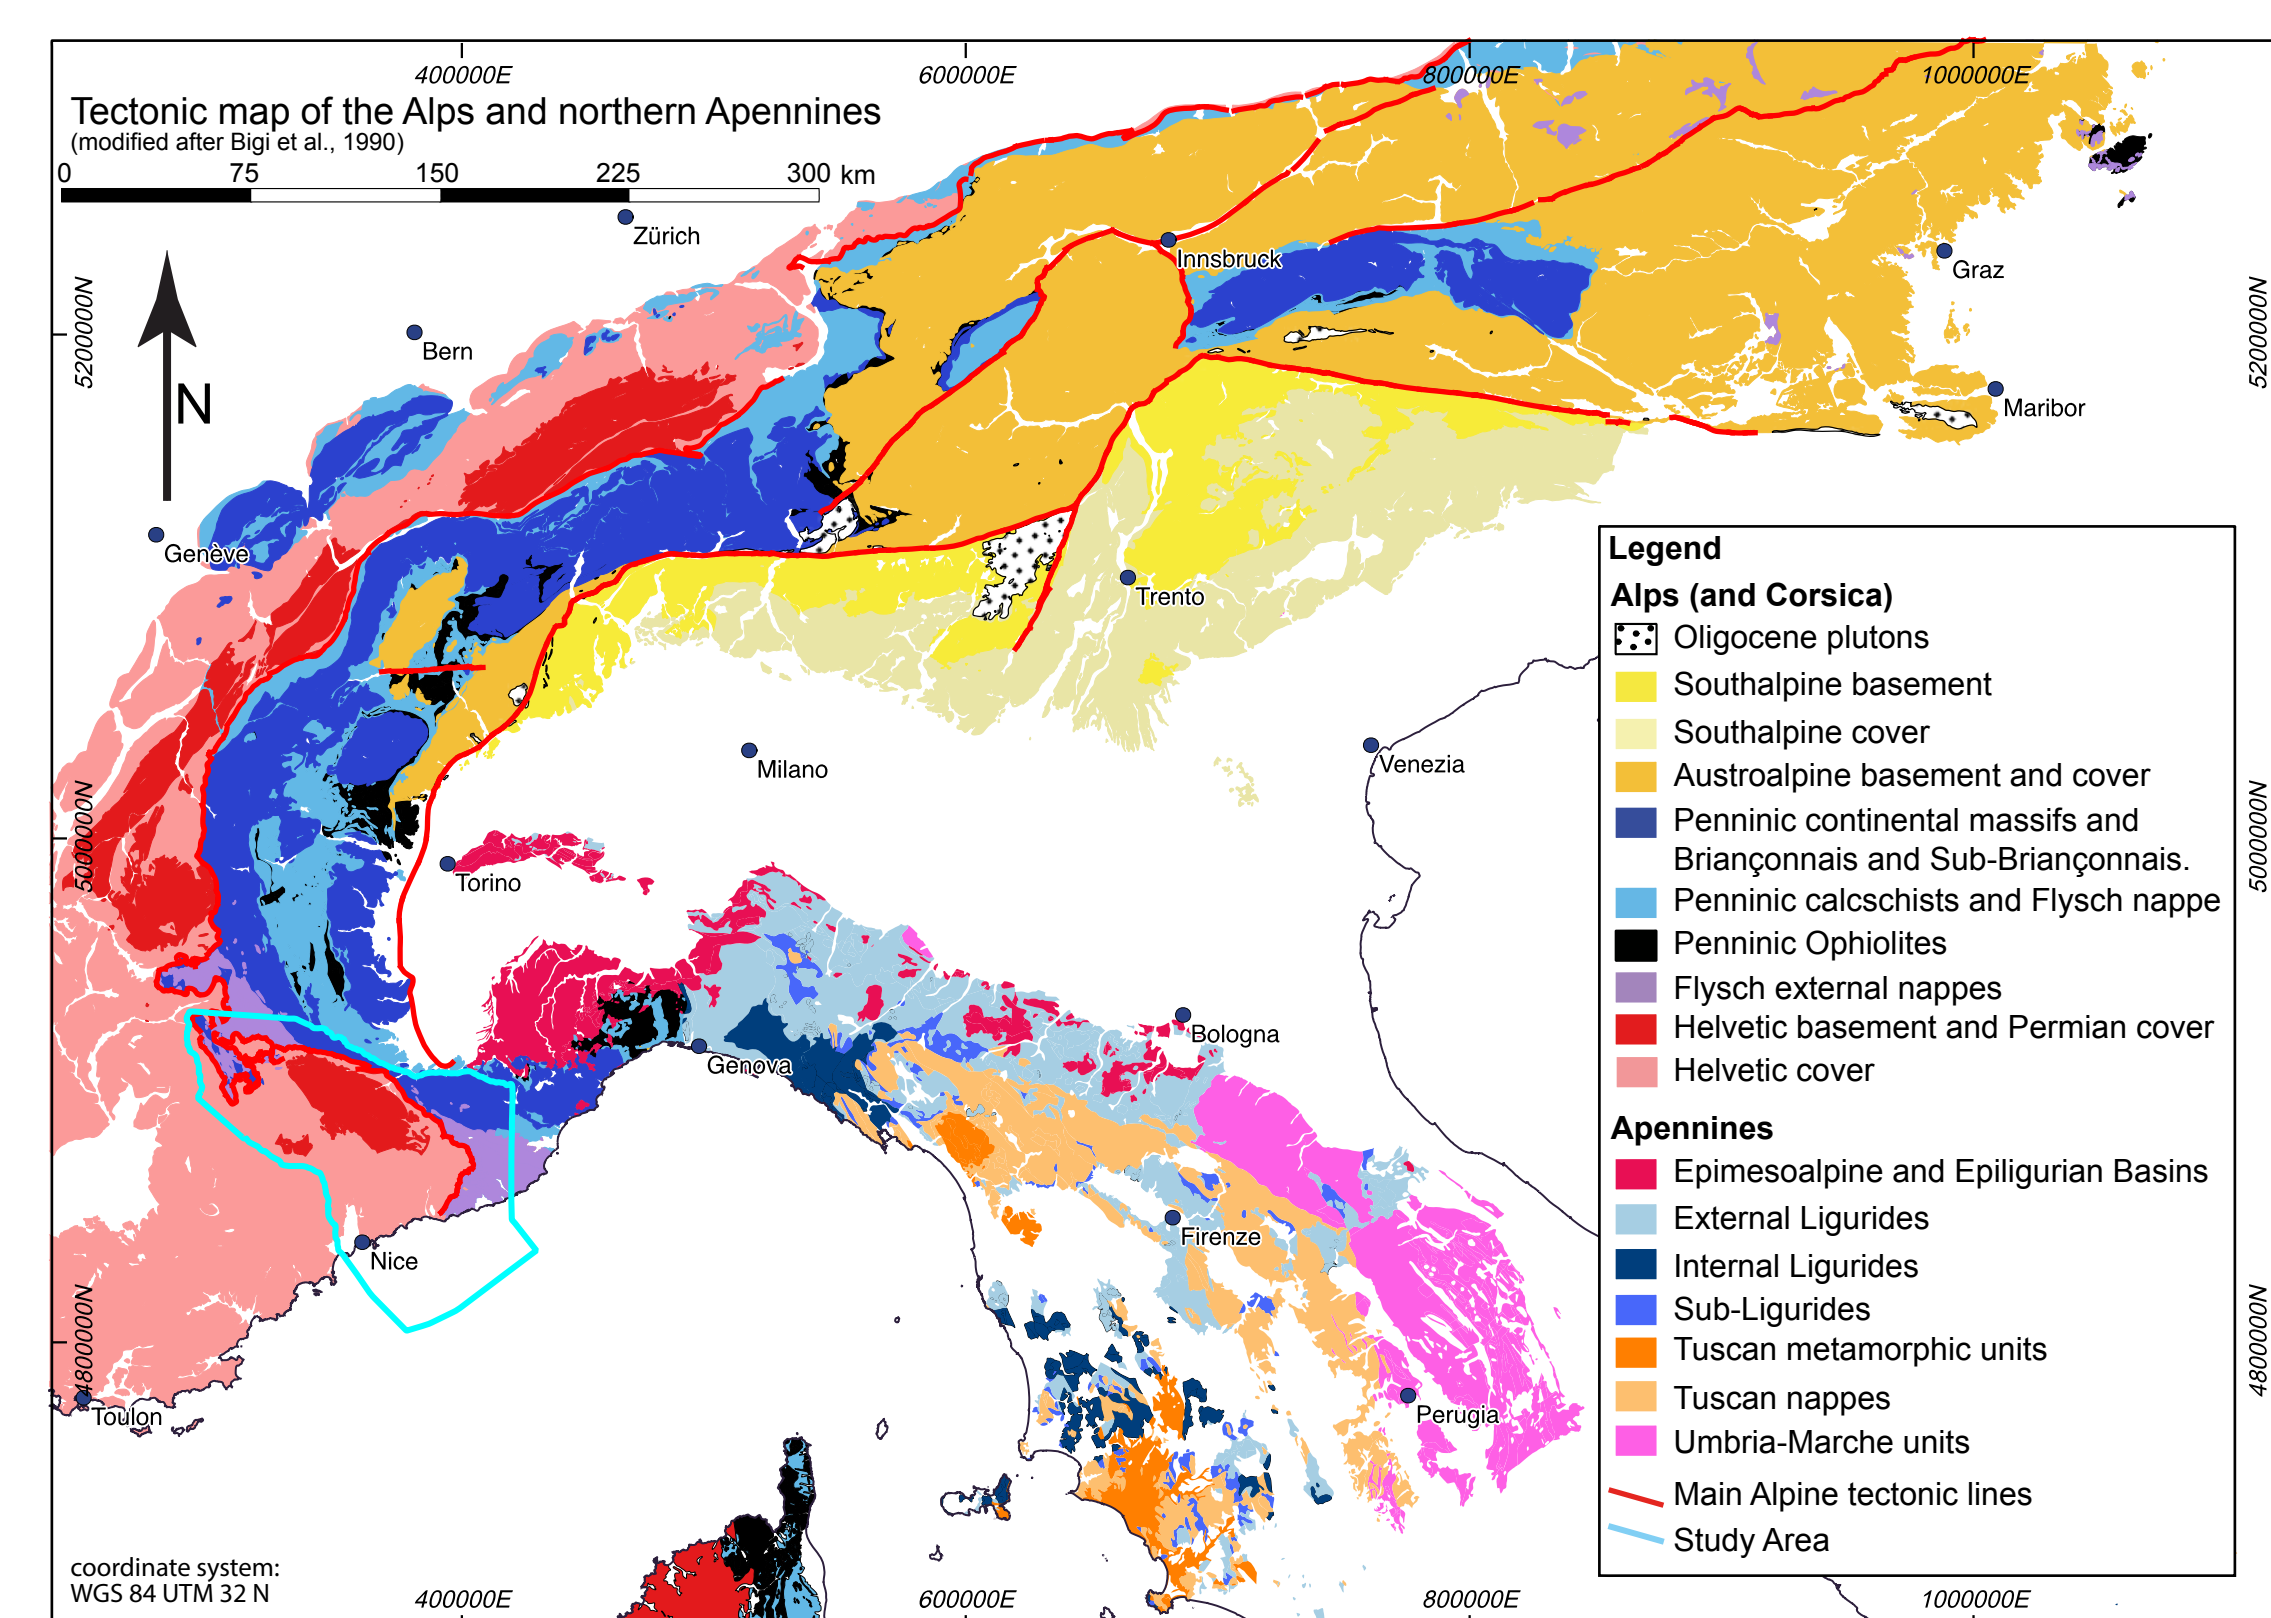 400000E
600000E
800000E
1000000E
Tectonic map of the Alps and northern Apennines
(modified after Bigi et al., 1990)
0 75 150 225 300 km
Zürich
N
Innsbruck
Graz
5200000N
5200000N
Bern
Maribor
Genève
Trento
Milano
Venezia
5000000N
5000000N
Torino
Genova
Bologna
Firenze
Nice
4800000N
4800000N
Toulon
Perugia
Legend
Alps (and Corsica)
Oligocene plutons
Southalpine basement
Southalpine cover
Austroalpine basement and cover
Penninic continental massifs and
Briançonnais and Sub-Briançonnais.
Penninic calcschists and Flysch nappe
Penninic Ophiolites
Flysch external nappes
Helvetic basement and Permian cover
Helvetic cover
Apennines
Epimesoalpine and Epiligurian Basins
External Ligurides
Internal Ligurides
Sub-Ligurides
Tuscan metamorphic units
Tuscan nappes
Umbria-Marche units
Main Alpine tectonic lines
Study Area
coordinate system:
WGS 84 UTM 32 N
400000E
600000E
800000E
1000000E